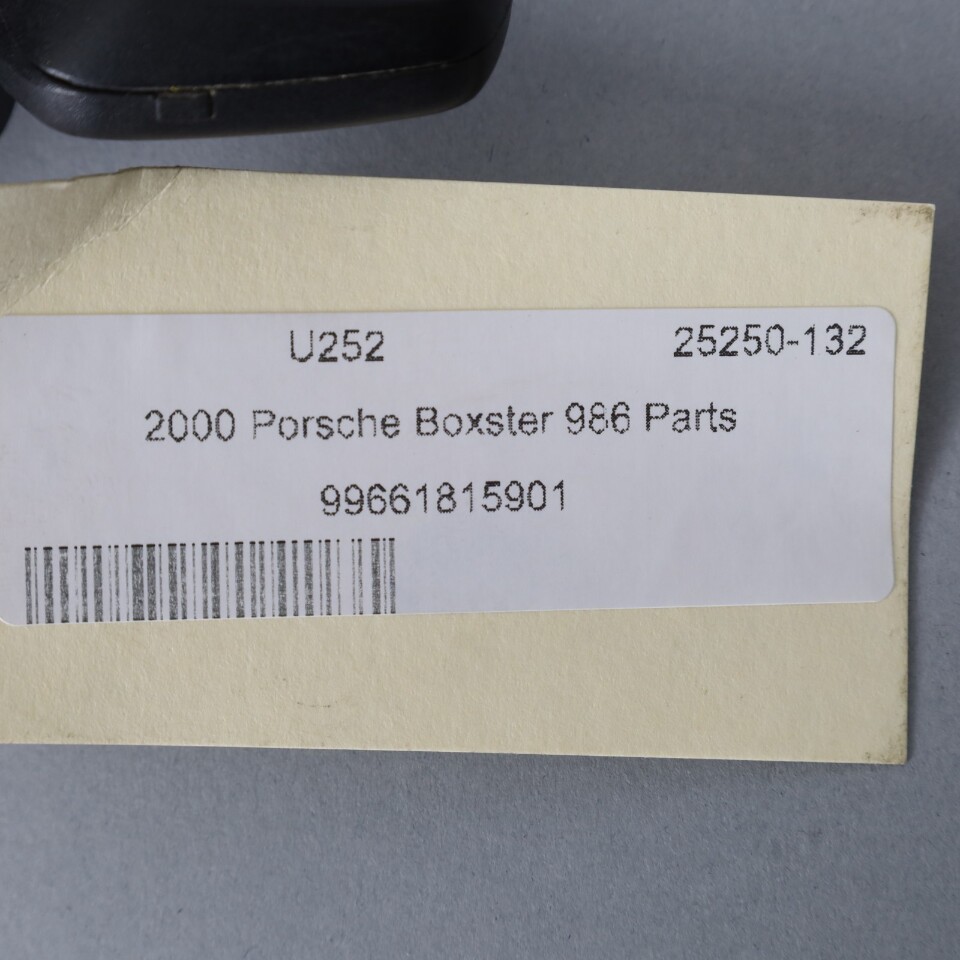 U252 25250-132
2000 Porsche Boxster 986 Parts
99661815901